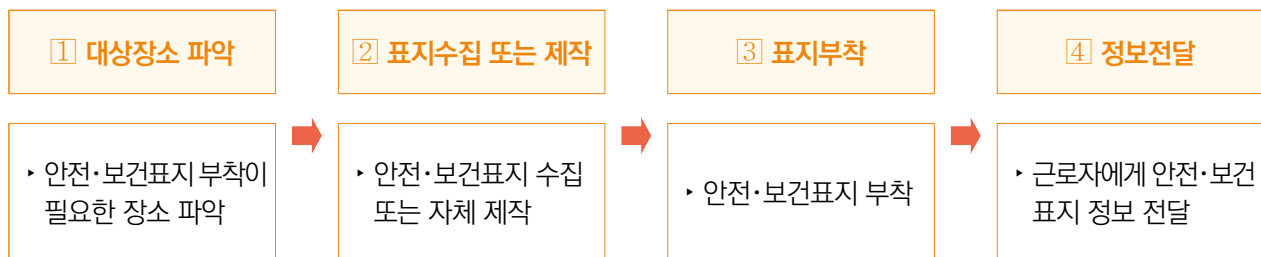 1 대상장소 파악
2 표지수집 또는 제작
3 표지부착
4 정보전달
‣ 안전·보건표지 부착이
필요한 장소 파악
‣ 안전·보건표지 수집
또는 자체 제작
‣ 안전·보건표지 부착
‣ 근로자에게 안전·보건
표지 정보 전달